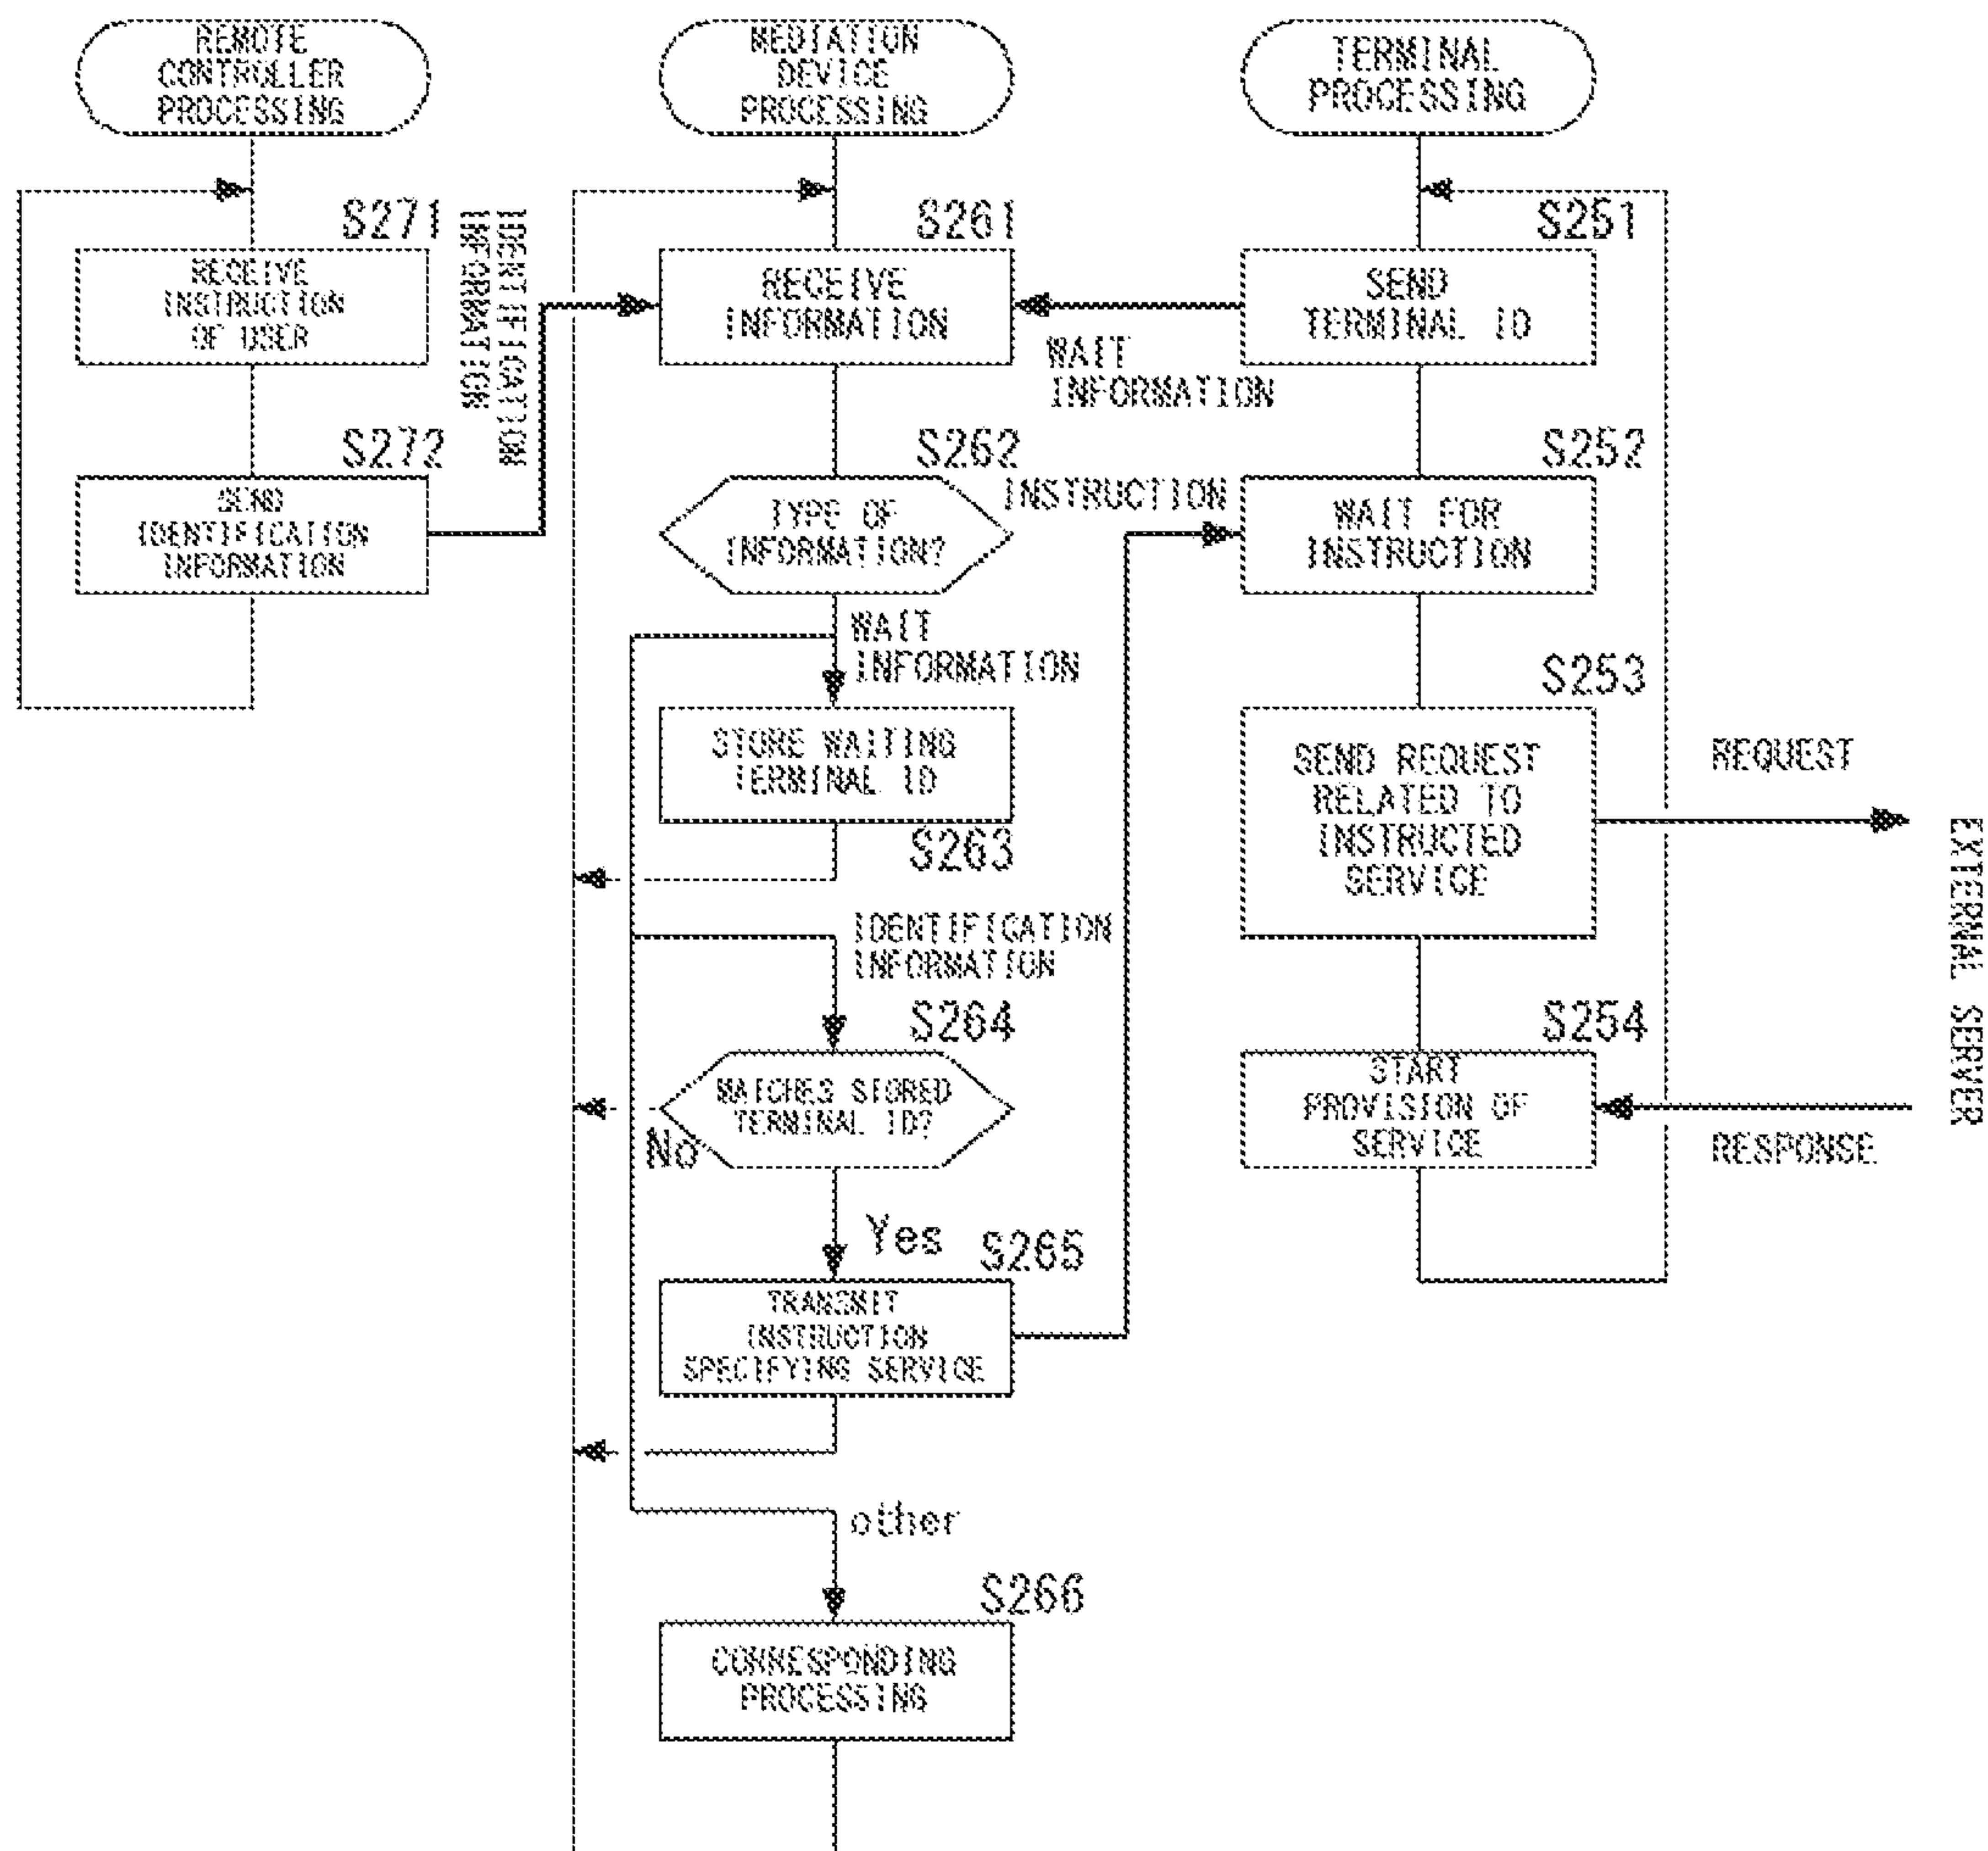 REMOTE
CONTROLLER
PROCESSING
S271
RECEIVE
INSTRUCTION
OF USER
S272
SEND
IDENTIFICATION
INFORMATION
IDENTIFICATION
INFORMATION
MEDIATION
DEVICE
PROCESSING
S261
RECEIVE
INFORMATION
S262
TYPE OF
INFORMATION?
WAIT
INFORMATION
STORE WAITING
TERMINAL ID
S263
IDENTIFICATION
INFORMATION
S264
MATCHES STORED
TERMINAL ID?
No
Yes
S265
TRANSMIT
INSTRUCTION
SPECIFYING SERVICE
other
S266
CORRESPONDING
PROCESSING
TERMINAL
PROCESSING
S251
SEND
TERMINAL ID
WAIT
INFORMATION
S252
INSTRUCTION
WAIT FOR
INSTRUCTION
S253
SEND REQUEST
RELATED TO
INSTRUCTED
SERVICE
REQUEST
S254
START
PROVISION OF
SERVICE
RESPONSE
EXTERNAL SERVER